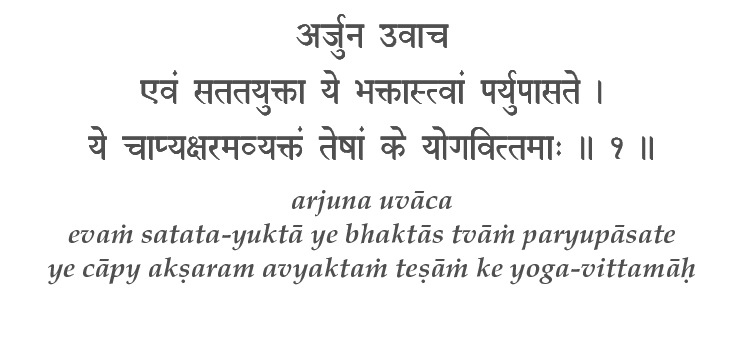 अर्जुन उवाच
एवं सततयुक्ता ये भक्तास्त्वां पर्युपासते ।
ये चाप्यक्षरमव्यक्तं तेषां के योगवित्तमाः ॥ १ ॥
arjuna uvāca
evaṁ satata-yuktā ye bhaktās tvāṁ paryupāsate
ye cāpy akṣaram avyaktaṁ teṣāṁ ke yoga-vittamāḥ